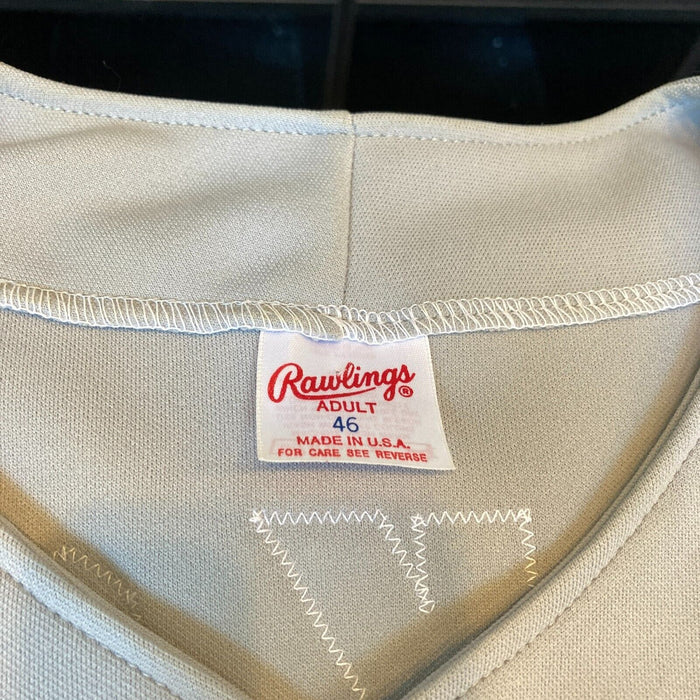 Rawlings®
ADULT
46
MADE IN U.S.A.
FOR CARE SEE REVERSE